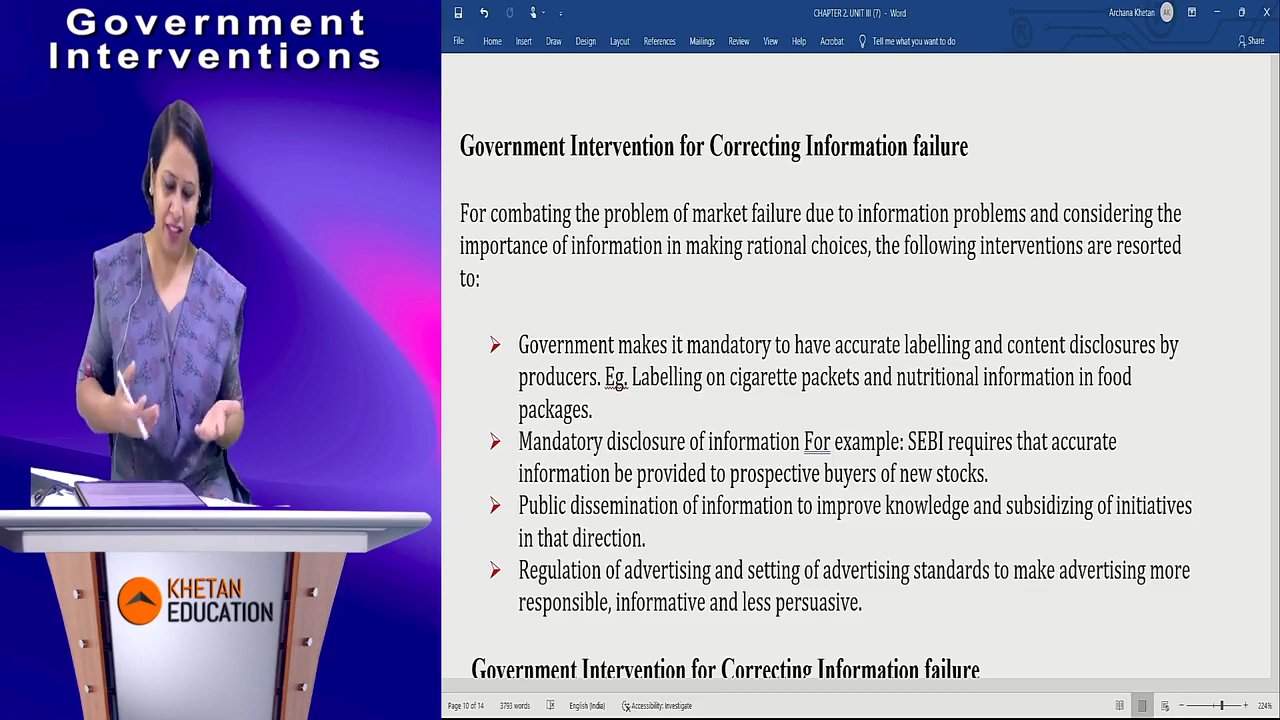 Government
Interventions
KHETAN
EDUCATION
CHAPTER 2. UNIT III (7) - Word
Archana Khetan
AK
File Home Insert Draw Design Layout References Mailings Review View Help Acrobat Tell me what you want to do
Share
Government Intervention for Correcting Information failure
For combating the problem of market failure due to information problems and considering the
importance of information in making rational choices, the following interventions are resorted
to:
Government makes it mandatory to have accurate labelling and content disclosures by
producers. Eg. Labelling on cigarette packets and nutritional information in food
packages.
Mandatory disclosure of information For example: SEBI requires that accurate
information be provided to prospective buyers of new stocks.
Public dissemination of information to improve knowledge and subsidizing of initiatives
in that direction.
Regulation of advertising and setting of advertising standards to make advertising more
responsible, informative and less persuasive.
Government Intervention for Correcting Information failure
Page 10 of 14 3793 words English (India) Accessibility: Investigate
224%